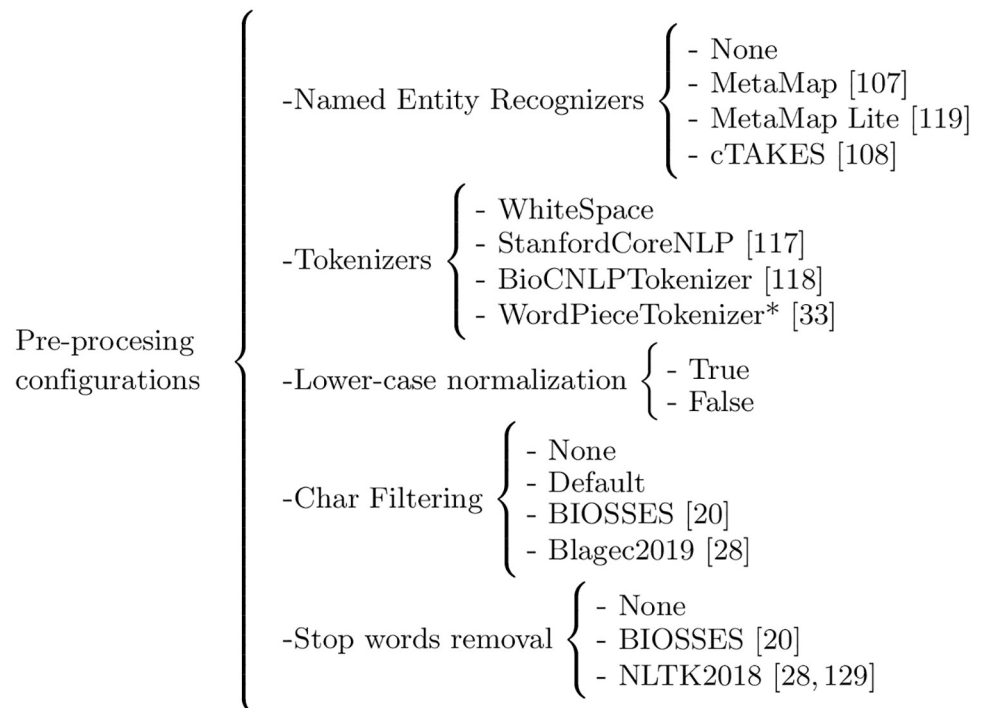 Pre-procesing
configurations
-Named Entity Recognizers
- None
- MetaMap [107]
- MetaMap Lite [119]
- cTAKES [108]
-Tokenizers
- WhiteSpace
- StanfordCoreNLP [117]
- BioCNLPTokenizer [118]
- WordPieceTokenizer* [33]
-Lower-case normalization
- True
- False
-Char Filtering
- None
- Default
- BIOSSES [20]
- Blagec2019 [28]
-Stop words removal
- None
- BIOSSES [20]
- NLTK2018 [28, 129]